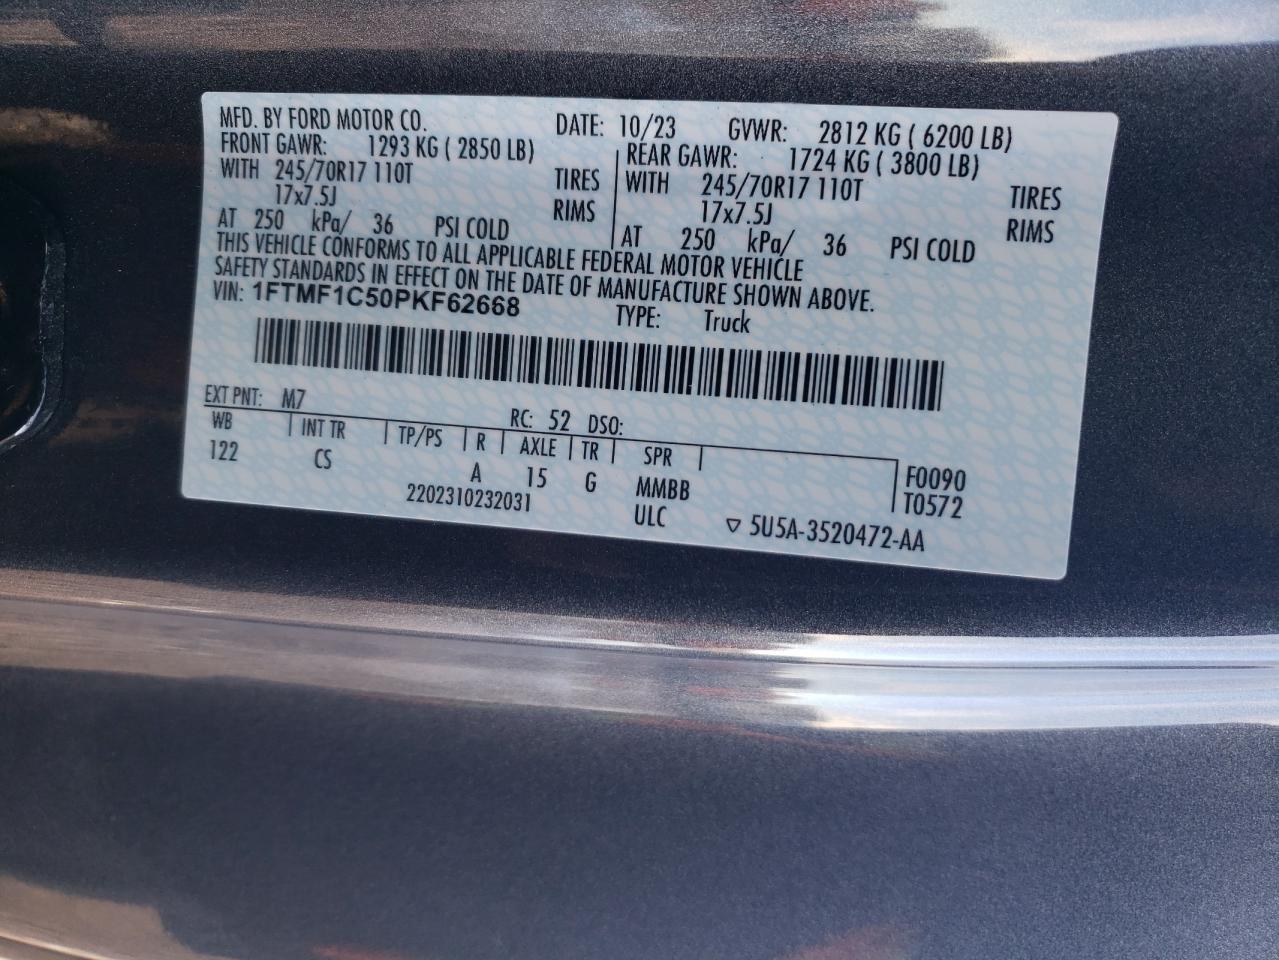 MFD. BY FORD MOTOR CO. DATE: 10/23 GVWR: 2812 KG ( 6200 LB)
FRONT GAWR: 1293 KG ( 2850 LB) REAR GAWR: 1724 KG ( 3800 LB)
WITH 245/70R17 110T TIRES WITH 245/70R17 110T TIRES
17x7.5J RIMS 17x7.5J RIMS
AT 250 kPa/ 36 PSI COLD AT 250 kPa/ 36 PSI COLD
THIS VEHICLE CONFORMS TO ALL APPLICABLE FEDERAL MOTOR VEHICLE
SAFETY STANDARDS IN EFFECT ON THE DATE OF MANUFACTURE SHOWN ABOVE.
VIN: 1FTMF1C50PKF62668 TYPE: Truck
EXT PNT: M7 RC: 52 DSO:
WB INT TR TP/PS R AXLE TR SPR
122 CS A 15 G MMBB F0090
2202310232031 ULC T0572
▽ 5U5A-3520472-AA